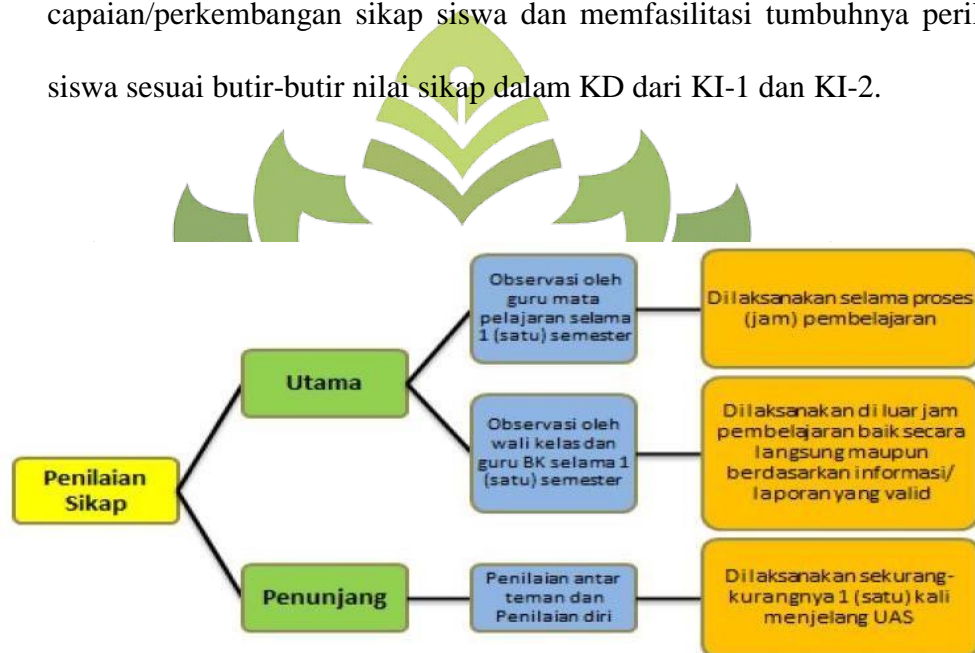 capaian/perkembangan sikap siswa dan memfasilitasi tumbuhnya
siswa sesuai butir-butir nilai sikap dalam KD dari KI-1 dan KI-2.
Penilaian
Sikap
Utama
Observasi oleh
guru mata
pelajaran selama
1 (satu) semester
Dilaksanakan selama proses
(jam) pembelajaran
Observasi oleh
wali kelas dan
guru BK selama 1
(satu) semester
Dilaksanakan di luar jam
pembelajaran baik secara
langsung maupun
berdasarkan informasi/
laporan yang valid
Penunjang
Penilaian antar
teman dan
Penilaian diri
Dilaksanakan sekurang-
kurangnya 1 (satu) kali
menjelang UAS